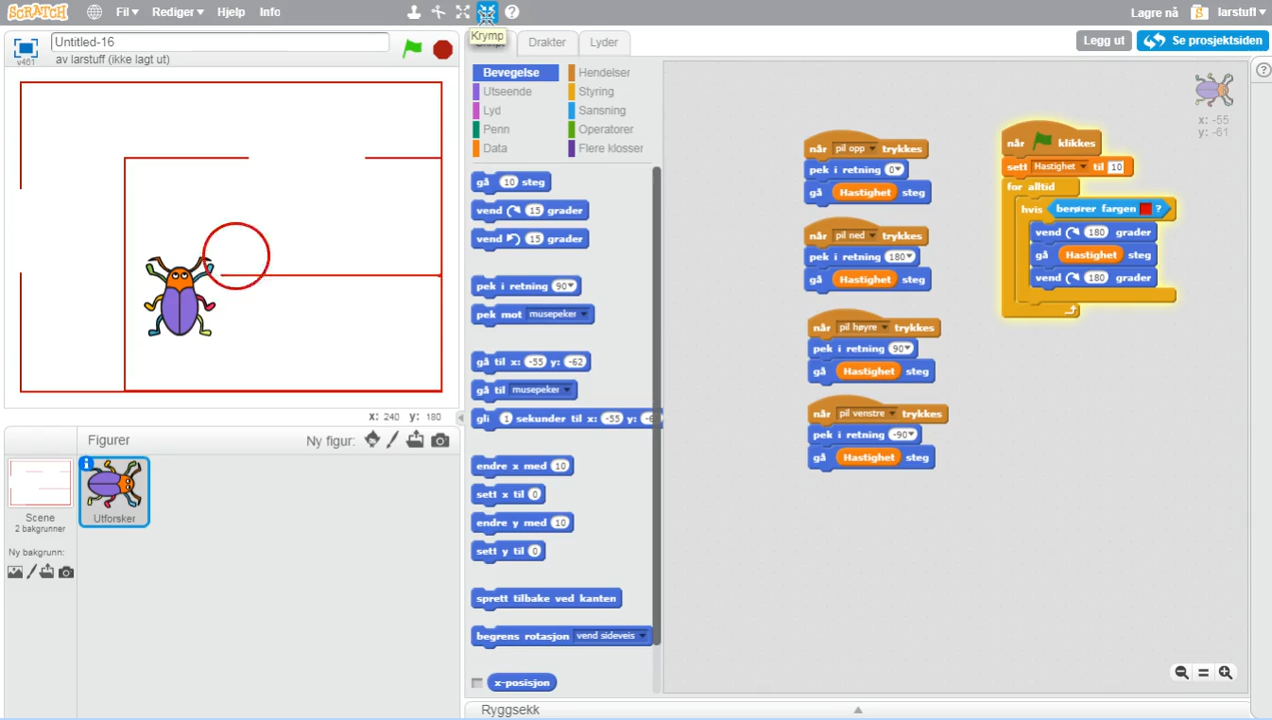 SCRATCH Fil Rediger Hjelp Info Lagre nå larstufl
Krymp
Untitled-16
av larstuff (ikke lagt ut)
v461
Drakter Lyder Legg ut Se prosjektsiden
Bevegelse Hendelser
Utseende Styring
Lyd Sansning
Penn Operatorer
Data Flere klosser
gå 10 steg
vend 15 grader
vend 15 grader
pek i retning 90
pek mot musepeker
gå til x: -55 y: -62
gå til musepeker
gli 1 sekunder til x: -55 y:
endre x med 10
sett x til 0
endre y med 10
sett y til 0
sprett tilbake ved kanten
begrens rotasjon vend sideveis
x-posisjon
når pil opp trykkes
pek i retning 0
gå Hastighet steg
når pil ned trykkes
pek i retning 180
gå Hastighet steg
når pil høyre trykkes
pek i retning 90
gå Hastighet steg
når pil venstre trykkes
pek i retning -90
gå Hastighet steg
når klikkes
sett Hastighet til 10
for alltid
hvis berører fargen ?
vend 180 grader
gå Hastighet steg
vend 180 grader
x: -55
y: -61
x: 240 y: 180
Figurer Ny figur:
Scene
2 bakgrunner
Utforsker
Ny bakgrunn:
Ryggsekk